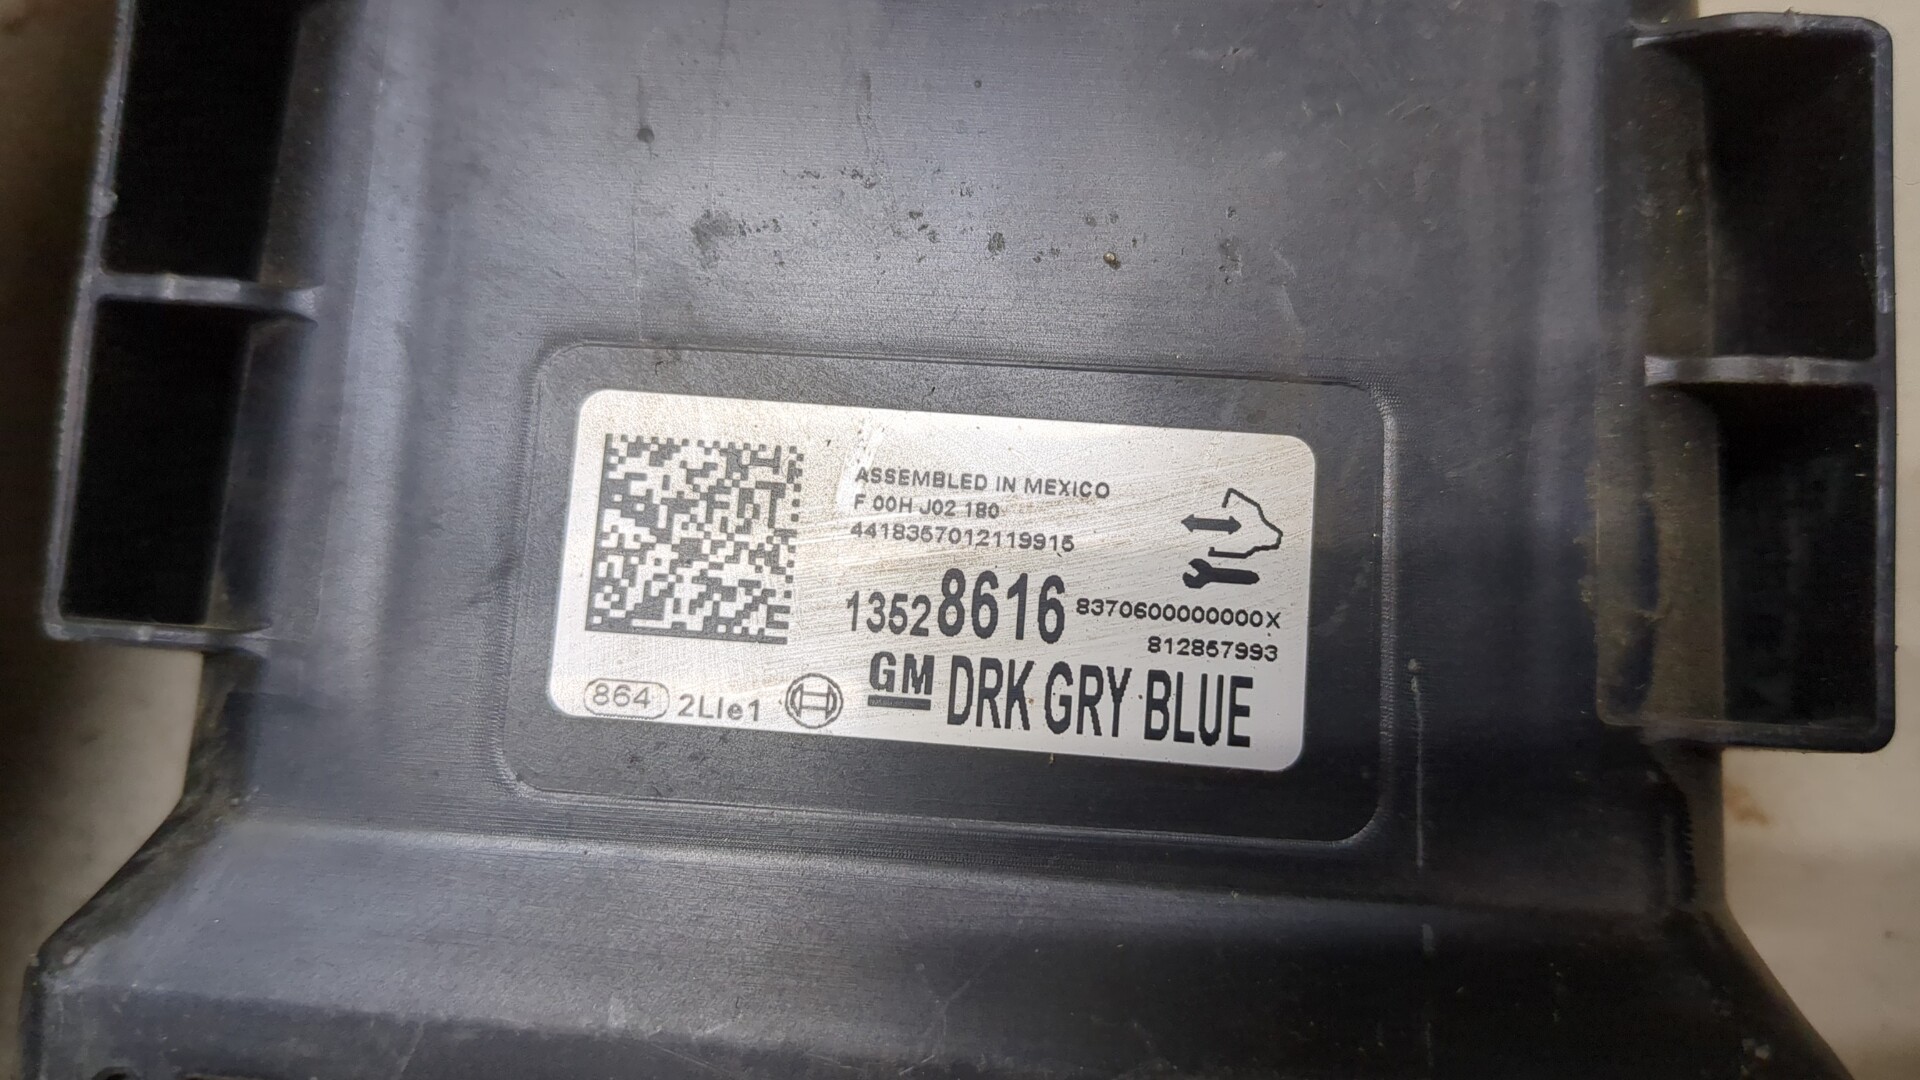 ASSEMBLED IN MEXICO
F 00H J02 180
4418357012119915
13528616 8370600000000X
812857993
GM DRK GRY BLUE
864 2LIe1